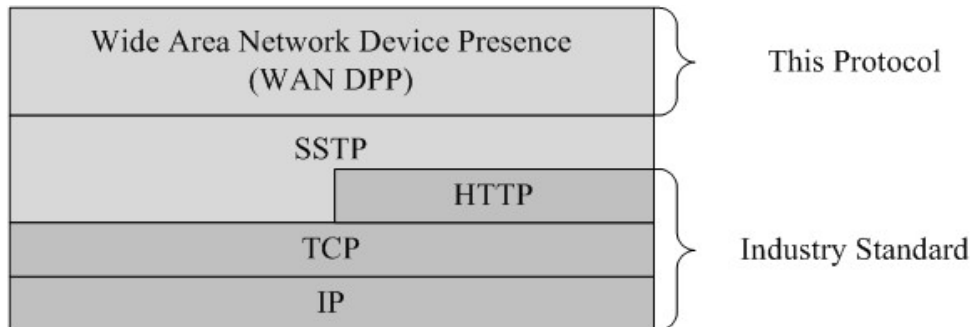 Wide Area Network Device Presence
(WAN DPP)
This Protocol
SSTP
HTTP
TCP
Industry Standard
IP